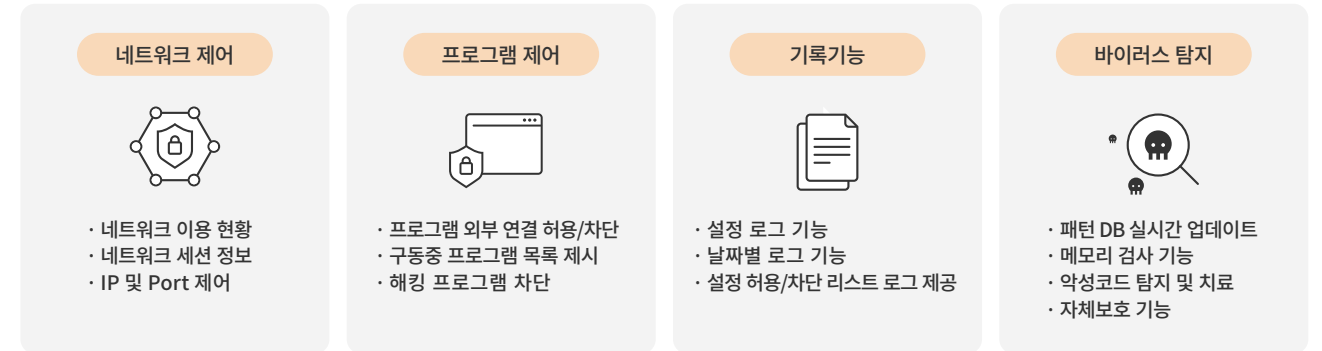 네트워크 제어
· 네트워크 이용 현황
· 네트워크 세션 정보
· IP 및 Port 제어
프로그램 제어
· 프로그램 외부 연결 허용/차단
· 구동중 프로그램 목록 제시
· 해킹 프로그램 차단
기록기능
· 설정 로그 기능
· 날짜별 로그 기능
· 설정 허용/차단 리스트 로그 제공
바이러스 탐지
· 패턴 DB 실시간 업데이트
· 메모리 검사 기능
· 악성코드 탐지 및 치료
· 자체보호 기능